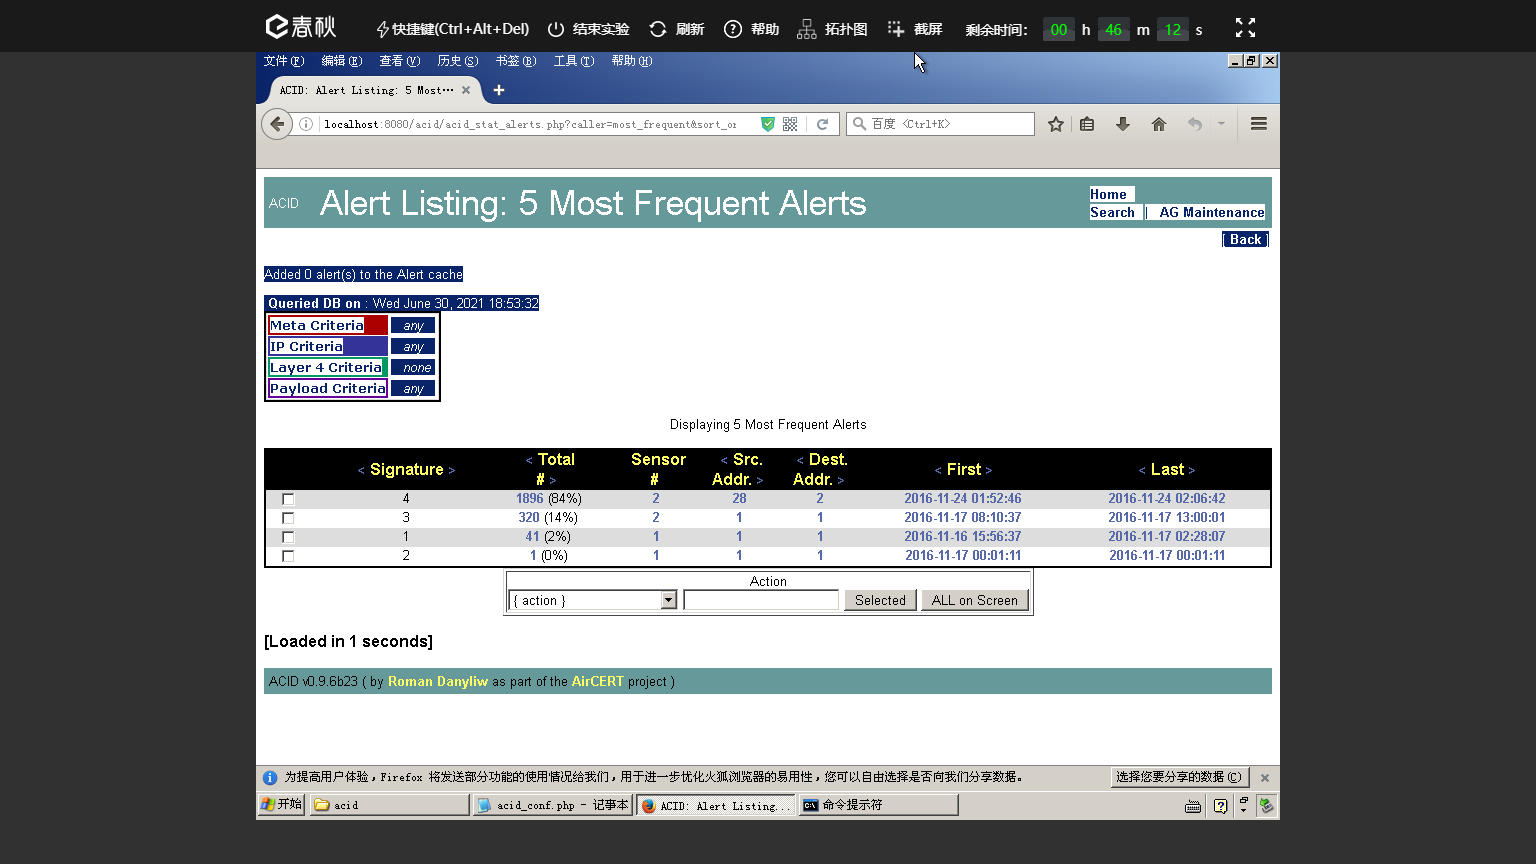 春秋 快捷键(Ctrl+Alt+Del) 结束实验 刷新 帮助 拓扑图 截屏 剩余时间: 00 h 46 m 12 s
文件(F) 编辑(E) 查看(V) 历史(S) 书签(B) 工具(T) 帮助(H)
ACID: Alert Listing: 5 Most···
localhost:8080/acid/acid_stat_alerts.php?caller=most_frequent&sort_or 百度 <Ctrl+K>
ACID Alert Listing: 5 Most Frequent Alerts
Home
Search | AG Maintenance
[ Back ]
Added 0 alert(s) to the Alert cache
Queried DB on : Wed June 30, 2021 18:53:32
Meta Criteria any
IP Criteria any
Layer 4 Criteria none
Payload Criteria any
Displaying 5 Most Frequent Alerts
< Signature > < Total # > Sensor # < Src. Addr. > < Dest. Addr. > < First > < Last >
4 1896 (84%) 2 28 2 2016-11-24 01:52:46 2016-11-24 02:06:42
3 320 (14%) 2 1 1 2016-11-17 08:10:37 2016-11-17 13:00:01
1 41 (2%) 1 1 1 2016-11-16 15:56:37 2016-11-17 02:28:07
2 1 (0%) 1 1 1 2016-11-17 00:01:11 2016-11-17 00:01:11
Action
{ action } Selected ALL on Screen
[Loaded in 1 seconds]
ACID v0.9.6b23 ( by Roman Danyliw as part of the AirCERT project )
为提高用户体验，Firefox 将发送部分功能的使用情况给我们，用于进一步优化火狐浏览器的易用性，您可以自由选择是否向我们分享数据。 选择您要分享的数据(C)
开始 acid acid_conf.php - 记事本 ACID: Alert Listing... 命令提示符